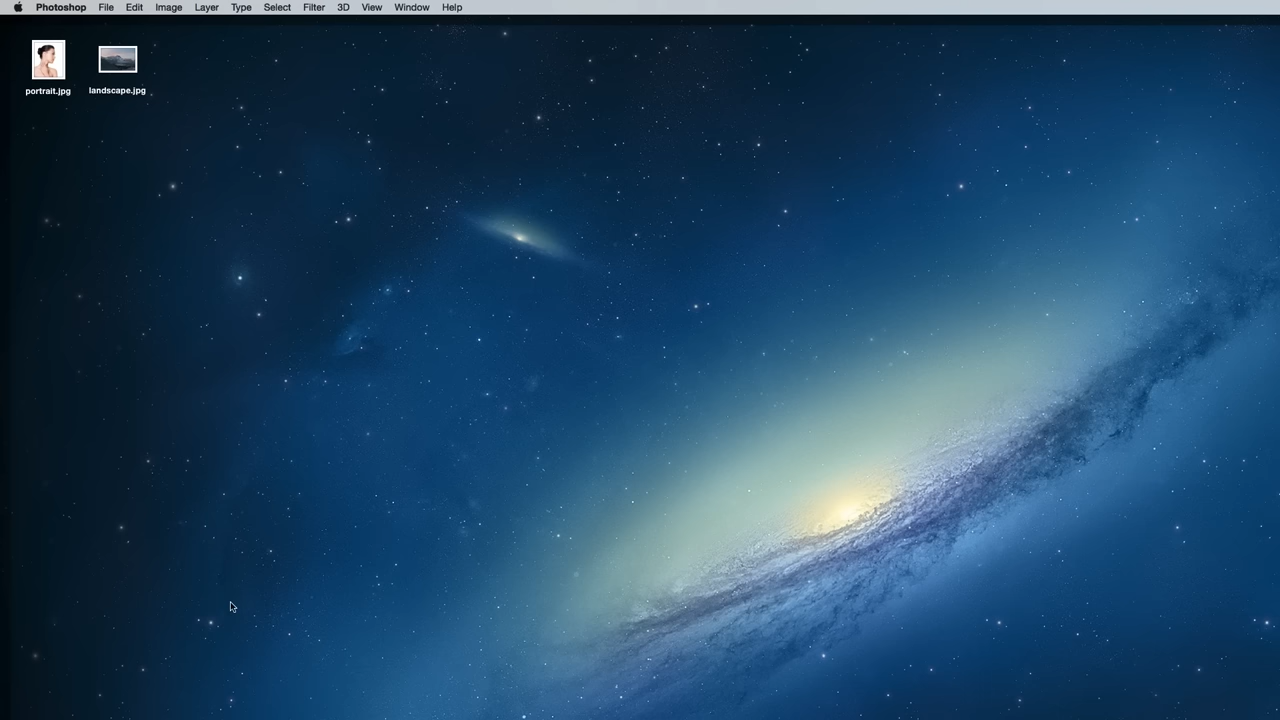 Photoshop File Edit Image Layer Type Select Filter 3D View Window Help
portrait.jpg landscape.jpg